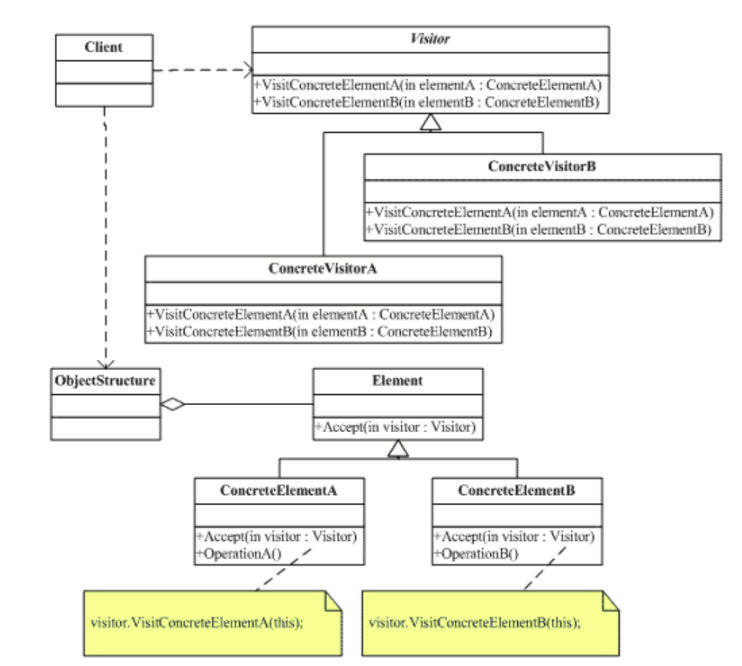 Client
Visitor
+VisitConcreteElementA(in elementA : ConcreteElementA)
+VisitConcreteElementB(in elementB : ConcreteElementB)
ConcreteVisitorB
+VisitConcreteElementA(in elementA : ConcreteElementA)
+VisitConcreteElementB(in elementB : ConcreteElementB)
ConcreteVisitorA
+VisitConcreteElementA(in elementA : ConcreteElementA)
+VisitConcreteElementB(in elementB : ConcreteElementB)
ObjectStructure
Element
+Accept(in visitor : Visitor)
ConcreteElementA
+Accept(in visitor : Visitor)
+OperationA()
ConcreteElementB
+Accept(in visitor : Visitor)
+OperationB()
visitor.VisitConcreteElementA(this);
visitor.VisitConcreteElementB(this);